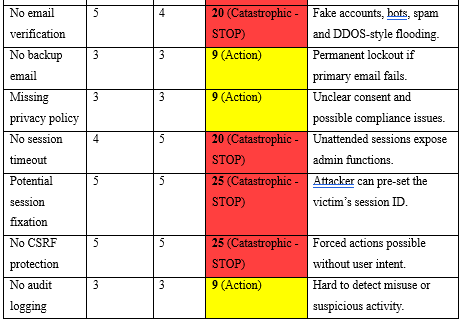 No email 5 4 20 (Catastrophic - Fake accounts, bots, spam
verification STOP) and DDOS-style flooding.
No backup 3 3 9 (Action) Permanent lockout if
email primary email fails.
Missing 3 3 9 (Action) Unclear consent and
privacy policy possible compliance issues.
No session 4 5 20 (Catastrophic - Unattended sessions expose
timeout STOP) admin functions.
Potential 5 5 25 (Catastrophic - Attacker can pre-set the
session STOP) victim’s session ID.
fixation
No CSRF 5 5 25 (Catastrophic - Forced actions possible
protection STOP) without user intent.
No audit 3 3 9 (Action) Hard to detect misuse or
logging suspicious activity.